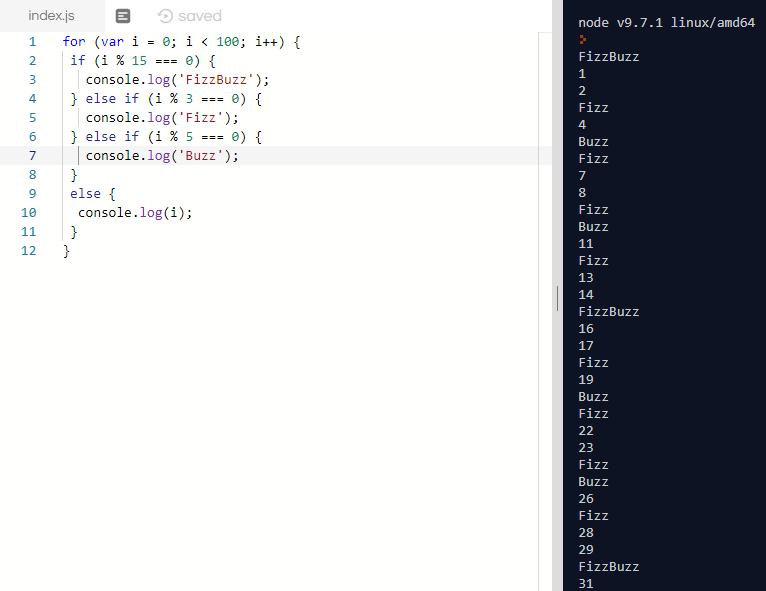 index.js saved
1 for (var i = 0; i < 100; i++) {
2 if (i % 15 === 0) {
3 console.log('FizzBuzz');
4 } else if (i % 3 === 0) {
5 console.log('Fizz');
6 } else if (i % 5 === 0) {
7 console.log('Buzz');
8 }
9 else {
10 console.log(i);
11 }
12 }
node v9.7.1 linux/amd64
FizzBuzz
1
2
Fizz
4
Buzz
Fizz
7
8
Fizz
Buzz
11
Fizz
13
14
FizzBuzz
16
17
Fizz
19
Buzz
Fizz
22
23
Fizz
Buzz
26
Fizz
28
29
FizzBuzz
31